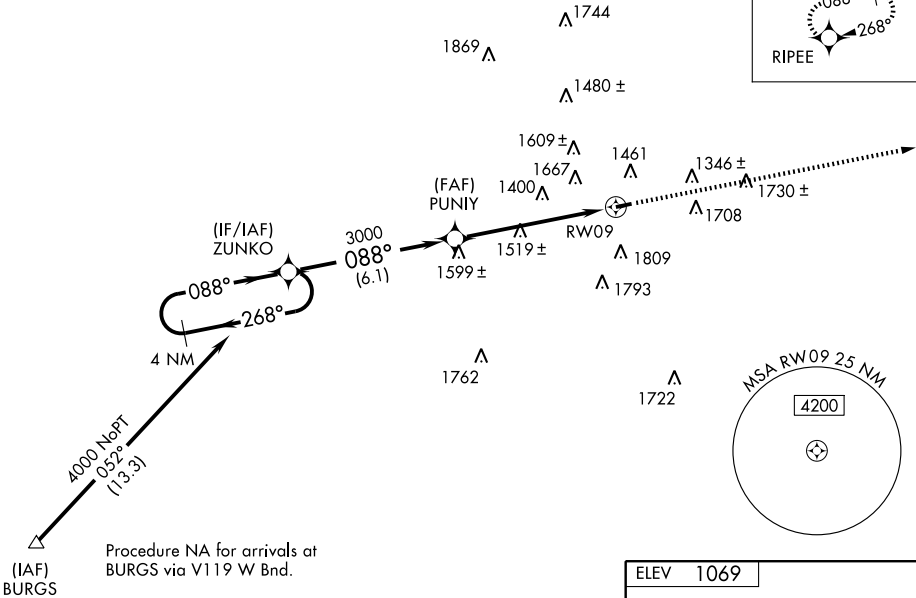 1744
1869
088°
268°
RIPEE
1480 ±
1609 ±
1667
1461
1346 ±
1400
1730 ±
(FAF)
PUNIY
1708
RW09
(IF/IAF)
ZUNKO
3000
088°
(6.1)
1519 ±
1599 ±
1809
1793
088°
268°
4 NM
1762
1722
MSA RW09 25 NM
4200
4000 NoPT
052°
(13.3)
(IAF)
BURGS
Procedure NA for arrivals at
BURGS via V119 W Bnd.
ELEV 1069